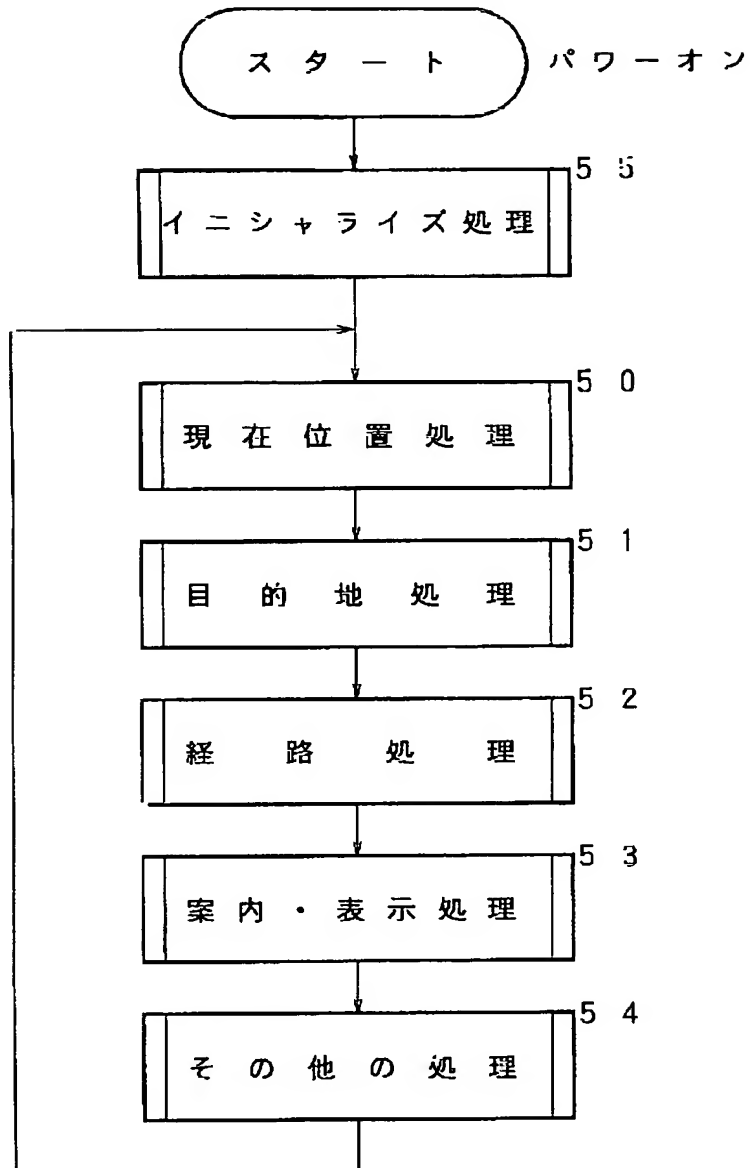 スタート パワーオン
55
イニシャライズ処理
50
現在位置処理
51
目的地処理
52
経路処理
53
案内・表示処理
54
その他の処理